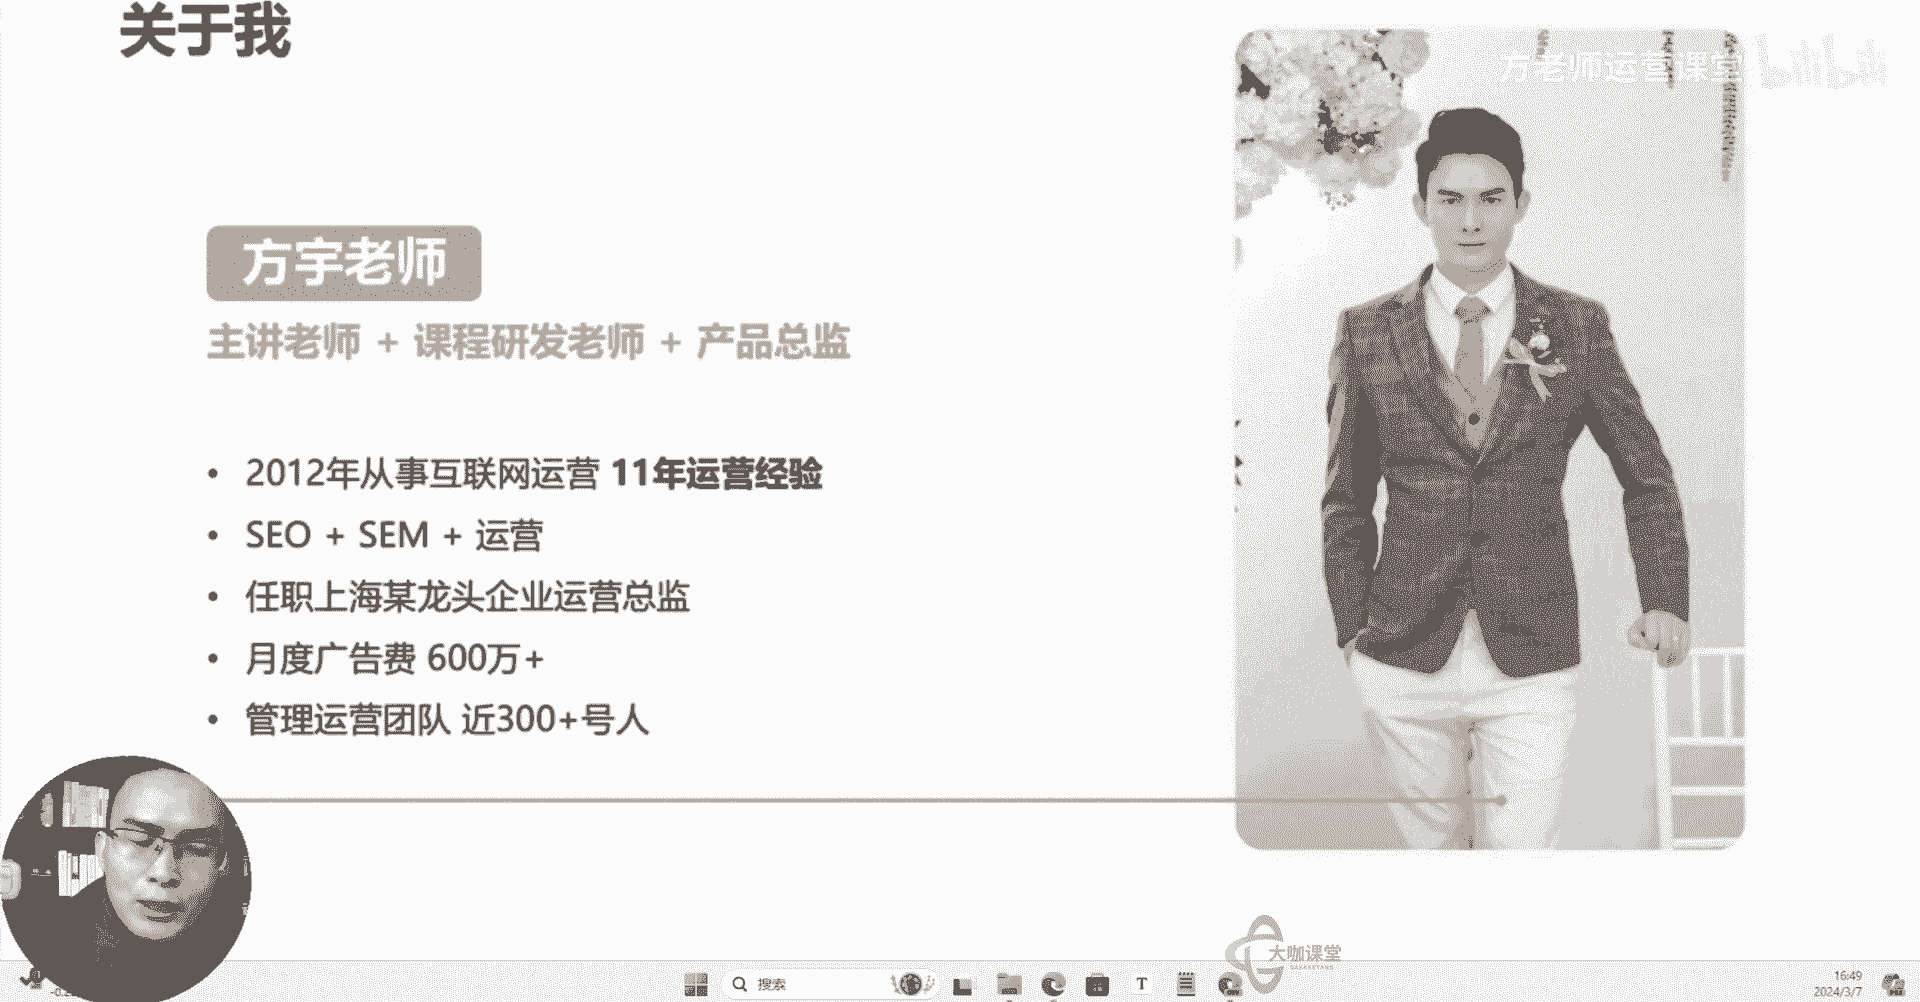 关于我
方老师运营课堂 bilibili
方宇老师
主讲老师 + 课程研发老师 + 产品总监
• 2012年从事互联网运营 11年运营经验
• SEO + SEM + 运营
• 任职上海某龙头企业运营总监
• 月度广告费 600万+
• 管理运营团队 近300+号人
大咖课堂
搜索
T
16:49
2024/3/7